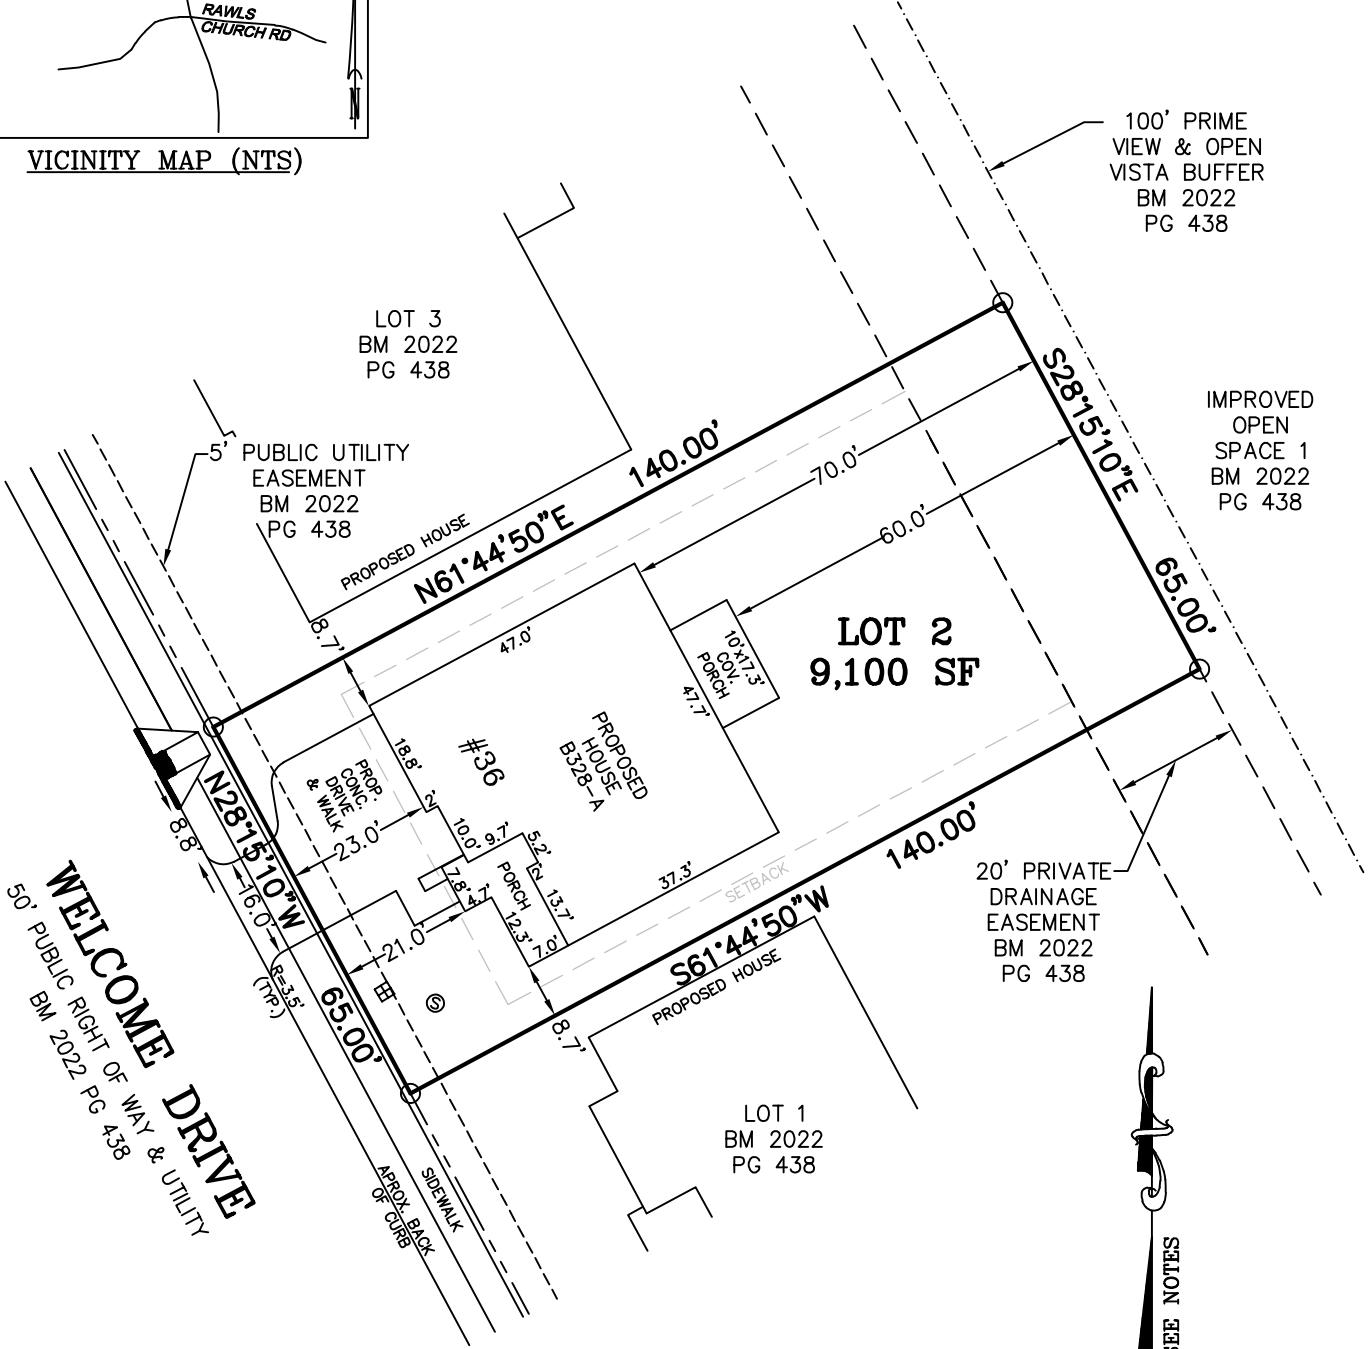 RAWLS
CHURCH RD
N
VICINITY MAP (NTS)
100' PRIME
VIEW & OPEN
VISTA BUFFER
BM 2022
PG 438
LOT 3
BM 2022
PG 438
5' PUBLIC UTILITY
EASEMENT
BM 2022
PG 438
IMPROVED
OPEN
SPACE 1
BM 2022
PG 438
S28°15'10"E
65.00'
N61°44'50"E
140.00'
PROPOSED HOUSE
70.0'
60.0'
8.7'
47.0'
LOT 2
9,100 SF
10'x17.3'
COV.
PORCH
47.7'
PROPOSED
HOUSE
B328-A
#36
18.8'
2'
PROP.
CONC.
DRIVE
& WALK
23.0'
10.0'
9.7'
5.2'
2'
PORCH
13.7'
7.8'
4.7'
12.3'
7.0'
37.3'
21.0'
N28°15'10"W
65.00'
8.8'
16.0'
R=3.5'
(TYP.)
S
SETBACK
S61°44'50"W
140.00'
PROPOSED HOUSE
8.7'
20' PRIVATE
DRAINAGE
EASEMENT
BM 2022
PG 438
LOT 1
BM 2022
PG 438
WELCOME DRIVE
50' PUBLIC RIGHT OF WAY & UTILITY
BM 2022 PG 438
SIDEWALK
APROX. BACK
OF CURB
SEE NOTES